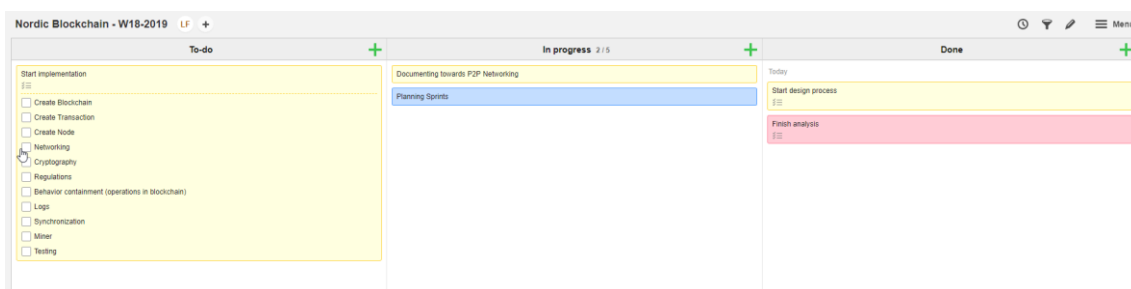 Nordic Blockchain - W18-2019 LF +
Menu
To-do
Start implementation
Create Blockchain
Create Transaction
Create Node
Networking
Cryptography
Regulations
Behavior containment (operations in blockchain)
Logs
Synchronization
Miner
Testing
In progress 2 / 5
Documenting towards P2P Networking
Planning Sprints
Done
Today
Start design process
Finish analysis